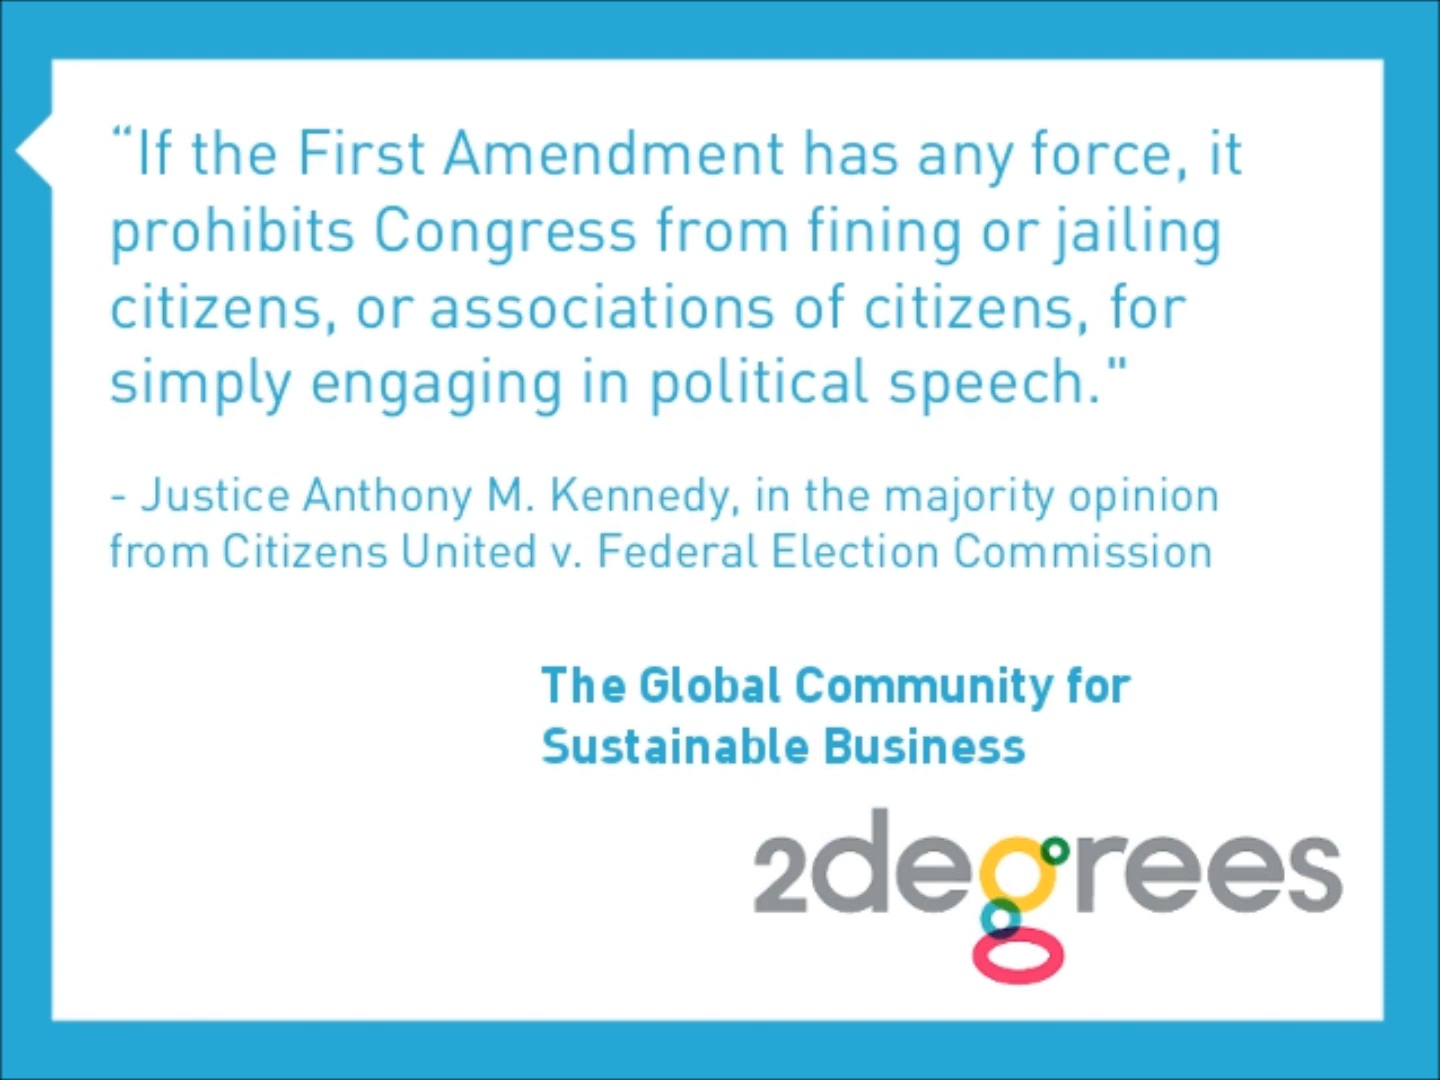 “If the First Amendment has any force, it
prohibits Congress from fining or jailing
citizens, or associations of citizens, for
simply engaging in political speech."
- Justice Anthony M. Kennedy, in the majority opinion
from Citizens United v. Federal Election Commission
The Global Community for
Sustainable Business
2degrees